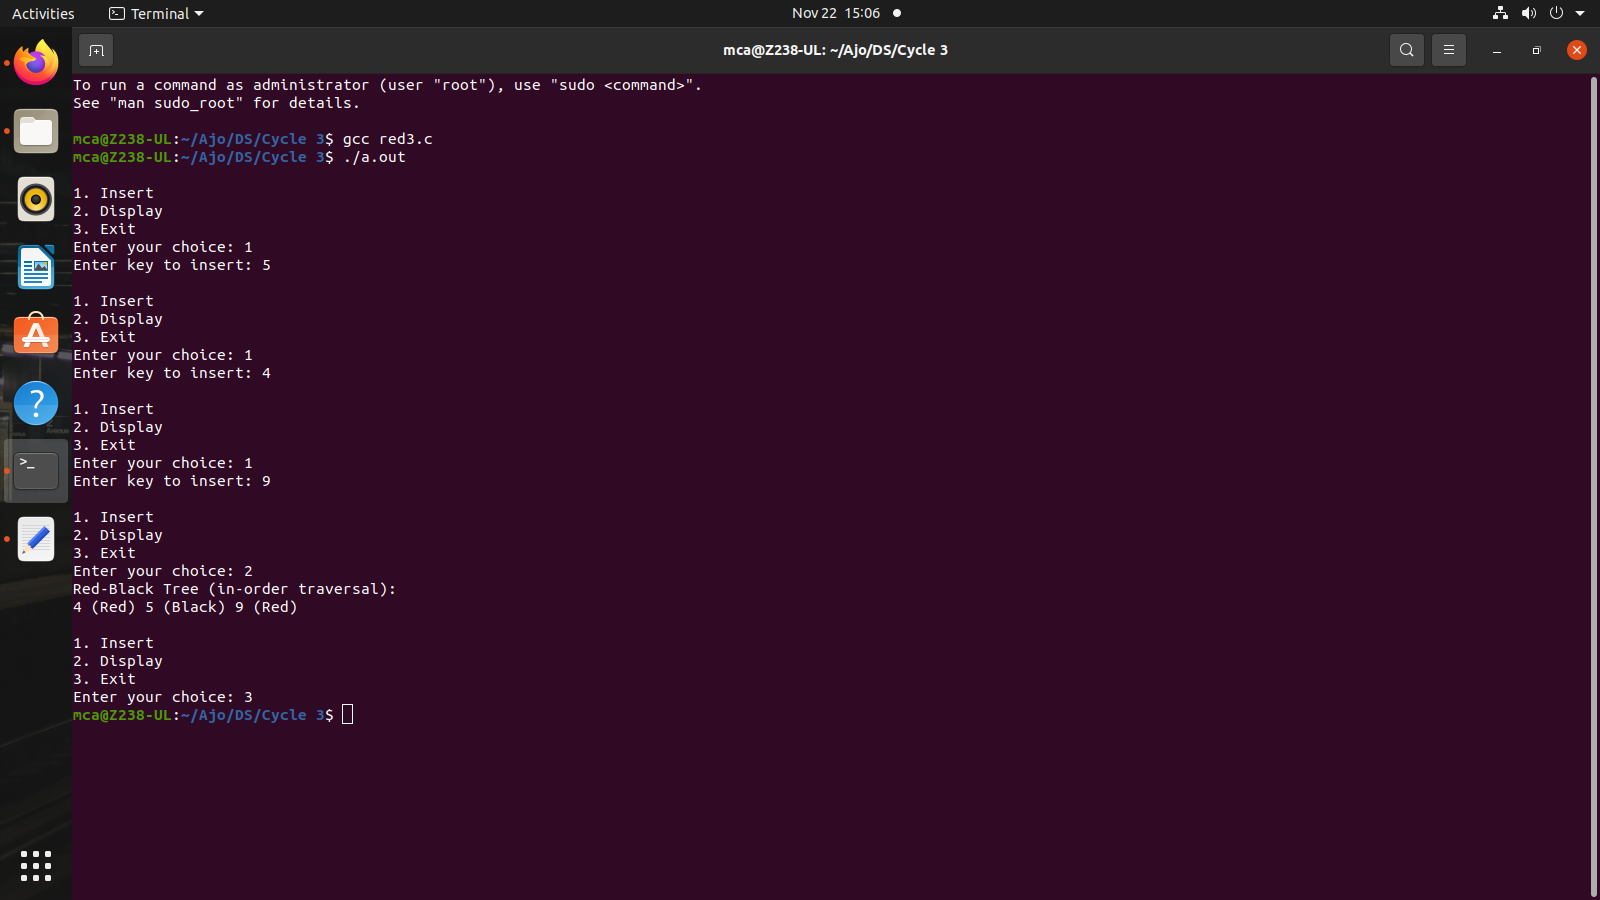 Activities Terminal Nov 22 15:06
mca@Z238-UL: ~/Ajo/DS/Cycle 3
To run a command as administrator (user "root"), use "sudo <command>".
See "man sudo_root" for details.
mca@Z238-UL:~/Ajo/DS/Cycle 3$ gcc red3.c
mca@Z238-UL:~/Ajo/DS/Cycle 3$ ./a.out
1. Insert
2. Display
3. Exit
Enter your choice: 1
Enter key to insert: 5
1. Insert
2. Display
3. Exit
Enter your choice: 1
Enter key to insert: 4
1. Insert
2. Display
3. Exit
Enter your choice: 1
Enter key to insert: 9
1. Insert
2. Display
3. Exit
Enter your choice: 2
Red-Black Tree (in-order traversal):
4 (Red) 5 (Black) 9 (Red)
1. Insert
2. Display
3. Exit
Enter your choice: 3
mca@Z238-UL:~/Ajo/DS/Cycle 3$